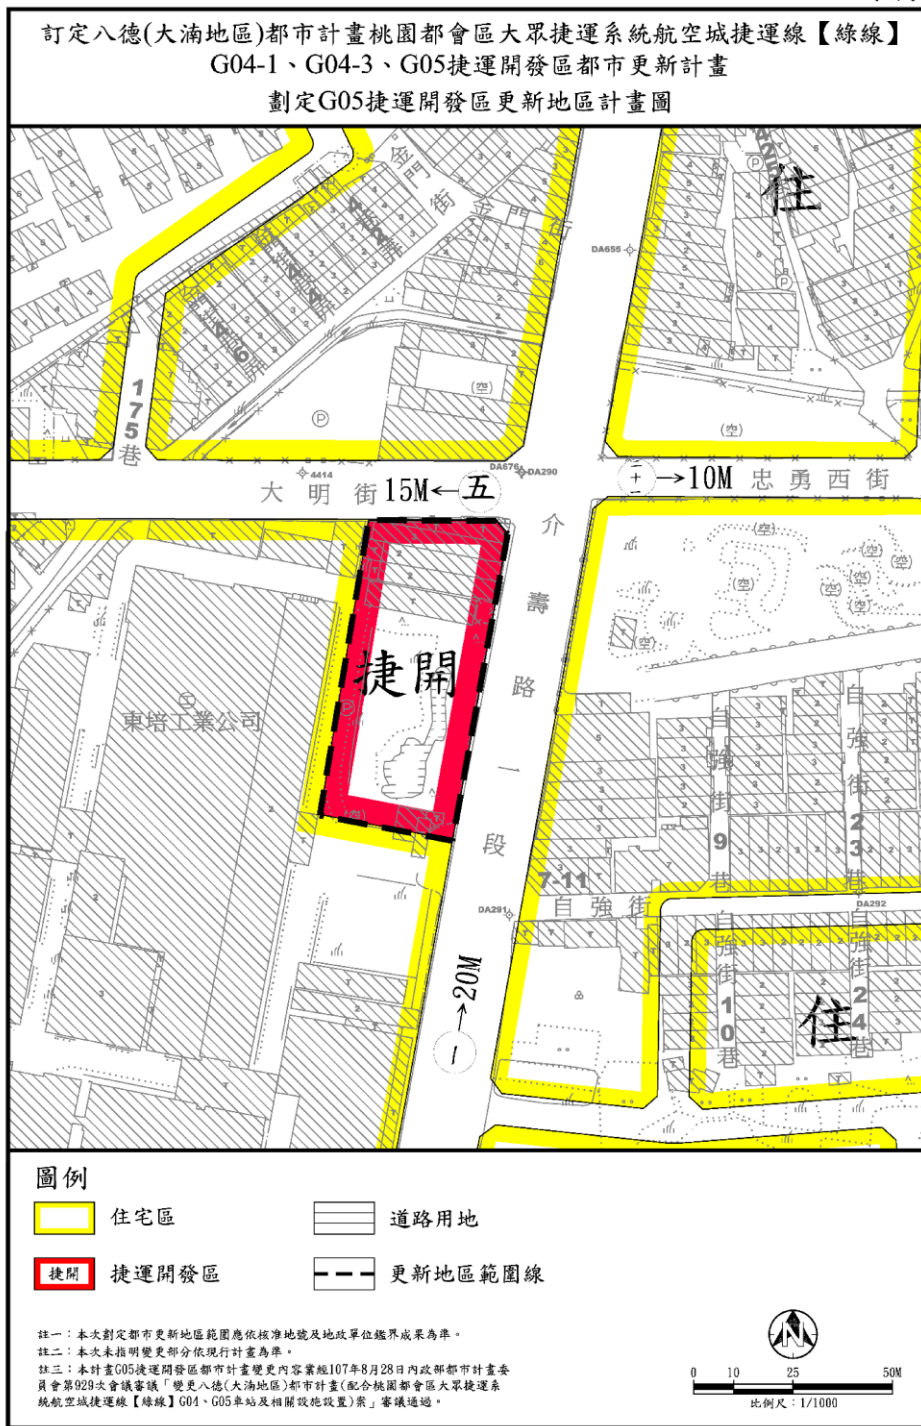 訂定八德(大湳地區)都市計畫桃園都會區大眾捷運系統航空城捷運線【綠線】
G04-1、G04-3、G05捷運開發區都市更新計畫
劃定G05捷運開發區更新地區計畫圖
金門街
金門街
住
DA655
175巷
(空)
(空)
DA676
DA290
4414
大明街
15M
五
十一
10M
忠勇西街
介壽路一段
捷開
東培工業公司
自強街9巷
自強街23巷
7-11
自強街
DA291
DA292
自強街10巷
自強街24巷
住
20M
一
圖例
住宅區
道路用地
捷開
捷運開發區
更新地區範圍線
註一：本次劃定都市更新地區範圍應依核准地號及地政單位鑑界成果為準。
註二：本次未指明變更部分依現行計畫為準。
註三：本計畫G05捷運開發區都市計畫變更內容業經107年8月28日內政部都市計畫委
員會第929次會議審議「變更八德(大湳地區)都市計畫(配合桃園都會區大眾捷運系
統航空城捷運線【綠線】G04、G05車站及相關設施設置)案」審議通過。
N
0 10 25 50M
比例尺：1/1000